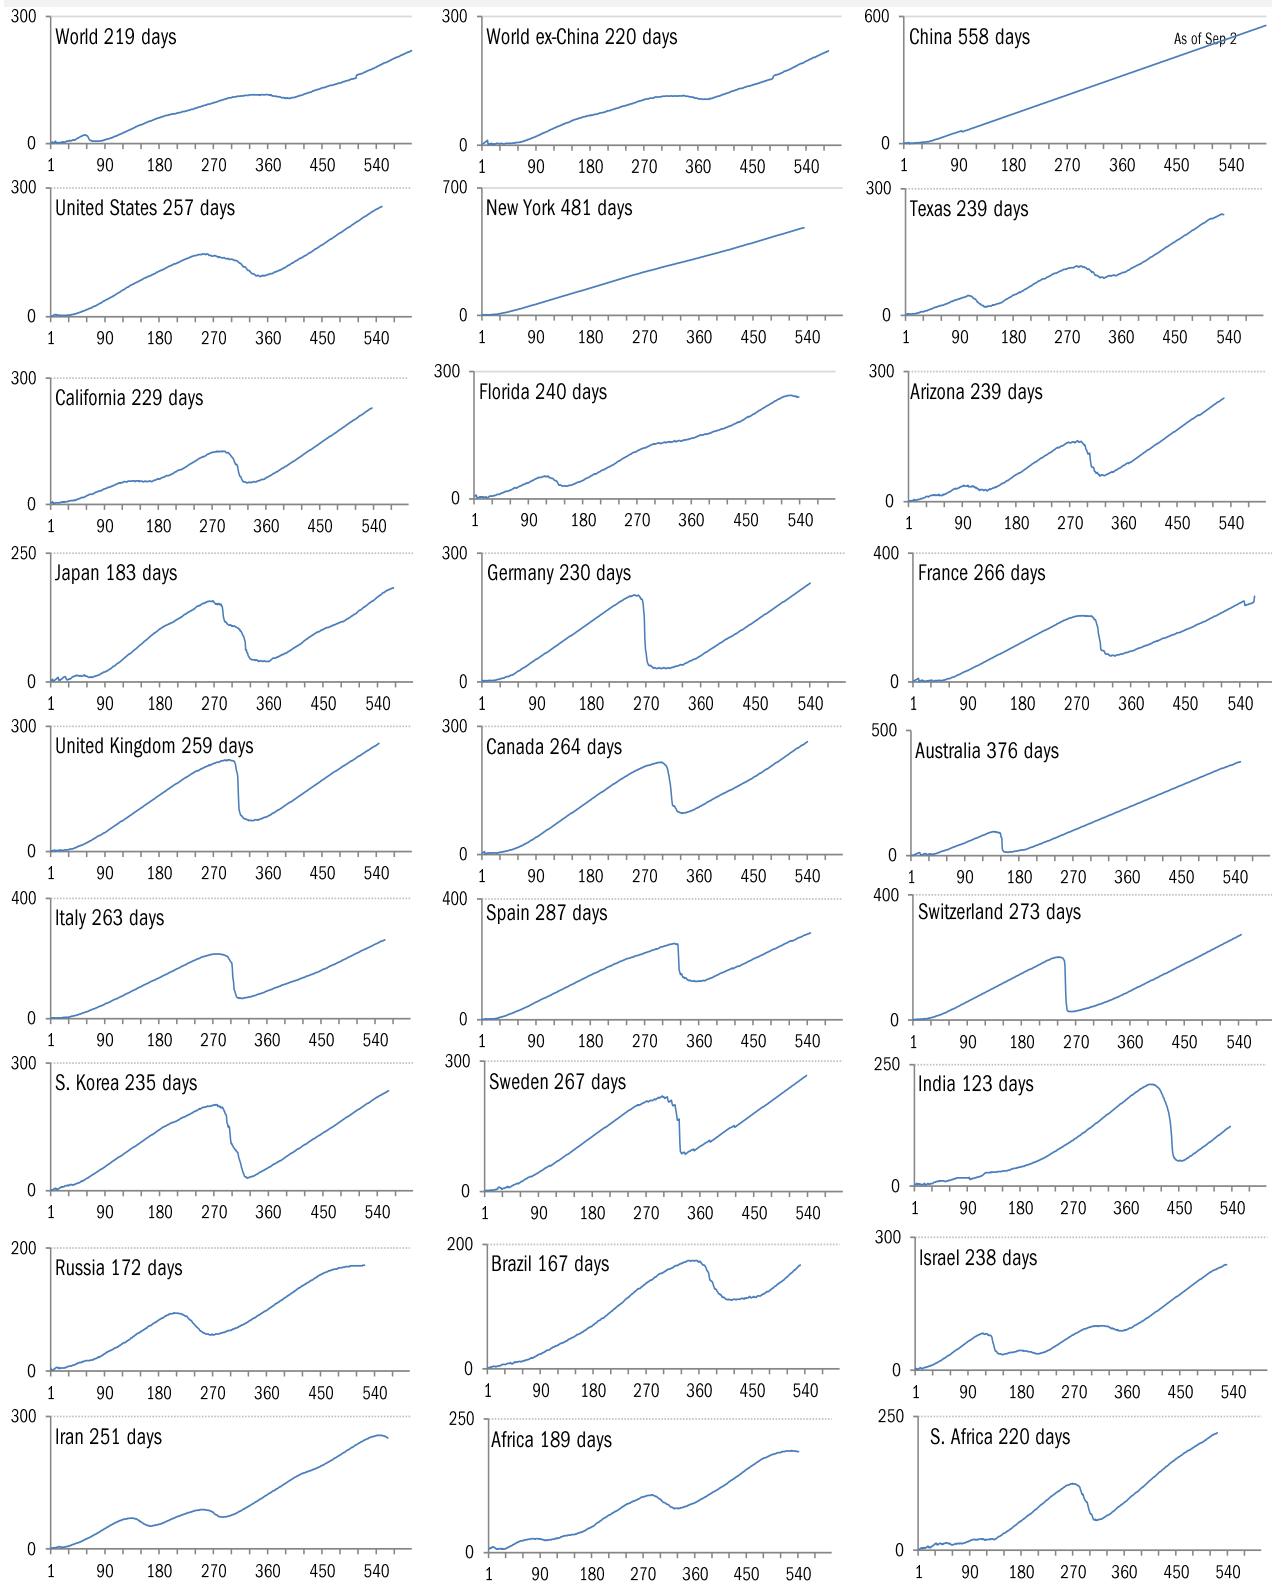 300
World 219 days
0
1 90 180 270 360 450 540
300
World ex-China 220 days
0
1 90 180 270 360 450 540
600
China 558 days
As of Sep 2
0
1 90 180 270 360 450 540
300
United States 257 days
0
1 90 180 270 360 450 540
700
New York 481 days
0
1 90 180 270 360 450 540
300
Texas 239 days
0
1 90 180 270 360 450 540
300
California 229 days
0
1 90 180 270 360 450 540
300
Florida 240 days
0
1 90 180 270 360 450 540
300
Arizona 239 days
0
1 90 180 270 360 450 540
250
Japan 183 days
0
1 90 180 270 360 450 540
300
Germany 230 days
0
1 90 180 270 360 450 540
400
France 266 days
0
1 90 180 270 360 450 540
300
United Kingdom 259 days
0
1 90 180 270 360 450 540
300
Canada 264 days
0
1 90 180 270 360 450 540
500
Australia 376 days
0
1 90 180 270 360 450 540
400
Italy 263 days
0
1 90 180 270 360 450 540
400
Spain 287 days
0
1 90 180 270 360 450 540
400
Switzerland 273 days
0
1 90 180 270 360 450 540
300
S. Korea 235 days
0
1 90 180 270 360 450 540
300
Sweden 267 days
0
1 90 180 270 360 450 540
250
India 123 days
0
1 90 180 270 360 450 540
200
Russia 172 days
0
1 90 180 270 360 450 540
200
Brazil 167 days
0
1 90 180 270 360 450 540
300
Israel 238 days
0
1 90 180 270 360 450 540
300
Iran 251 days
0
1 90 180 270 360 450 540
250
Africa 189 days
0
1 90 180 270 360 450 540
250
S. Africa 220 days
0
1 90 180 270 360 450 540